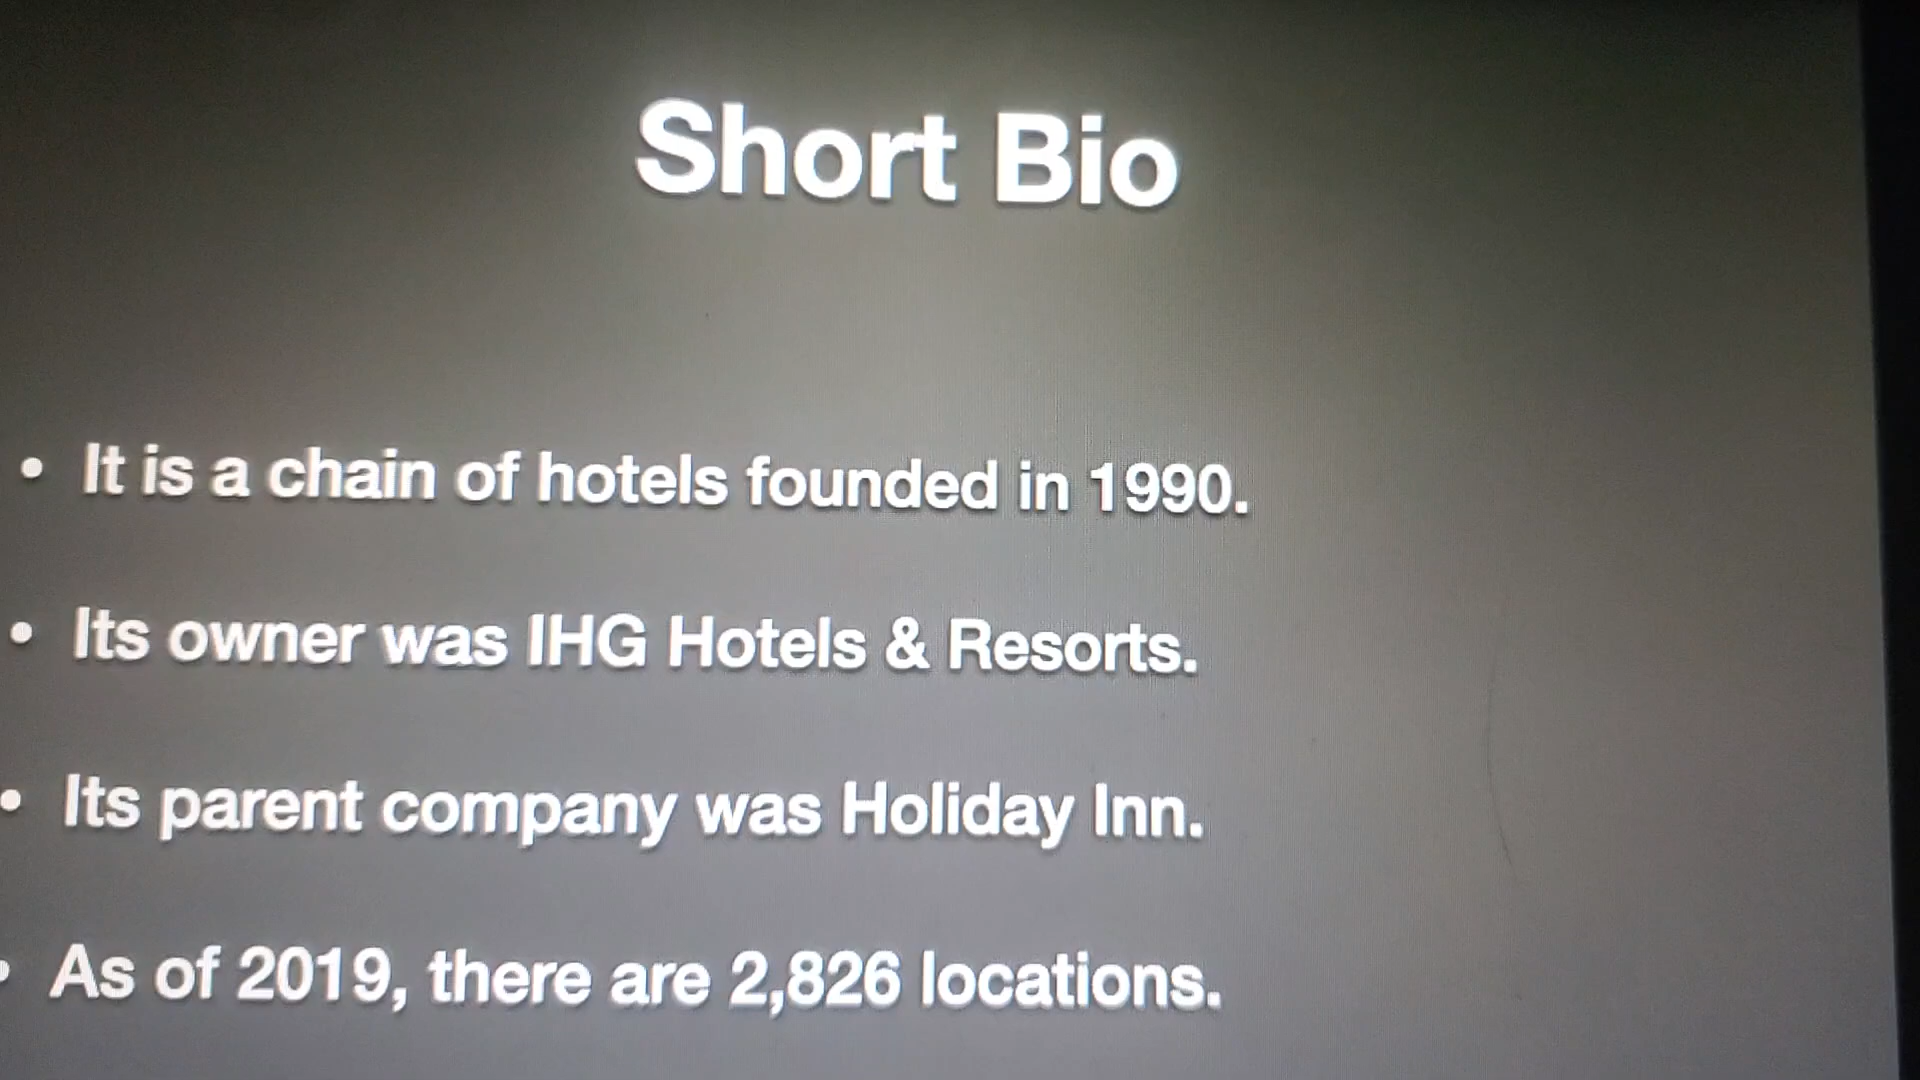 Short Bio
• It is a chain of hotels founded in 1990.
• Its owner was IHG Hotels & Resorts.
• Its parent company was Holiday Inn.
• As of 2019, there are 2,826 locations.